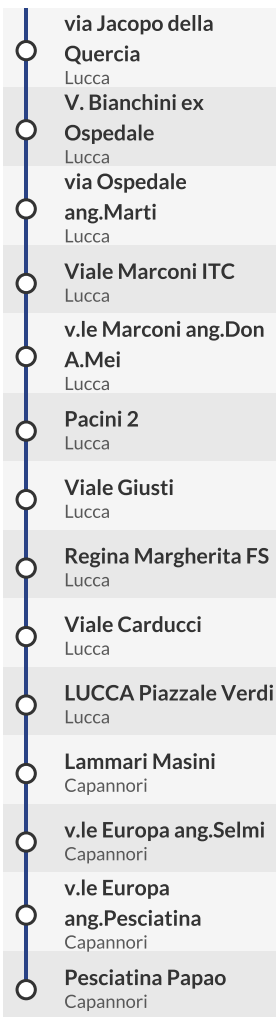 via Jacopo della
Quercia
Lucca
V. Bianchini ex
Ospedale
Lucca
via Ospedale
ang.Marti
Lucca
Viale Marconi ITC
Lucca
v.le Marconi ang.Don
A.Mei
Lucca
Pacini 2
Lucca
Viale Giusti
Lucca
Regina Margherita FS
Lucca
Viale Carducci
Lucca
LUCCA Piazzale Verdi
Lucca
Lammari Masini
Capannori
v.le Europa ang.Selmi
Capannori
v.le Europa
ang.Pesciatina
Capannori
Pesciatina Papao
Capannori